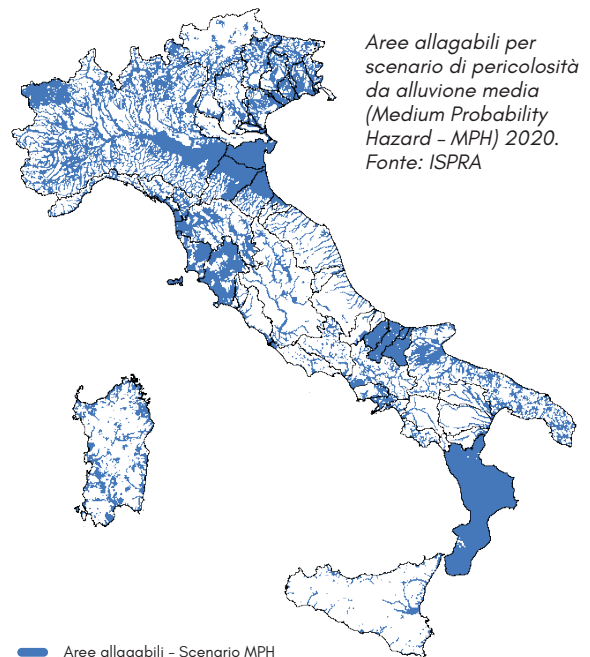 Aree allagabili per
scenario di pericolosità
da alluvione media
(Medium Probability
Hazard - MPH) 2020.
Fonte: ISPRA
Aree allagabili - Scenario MPH